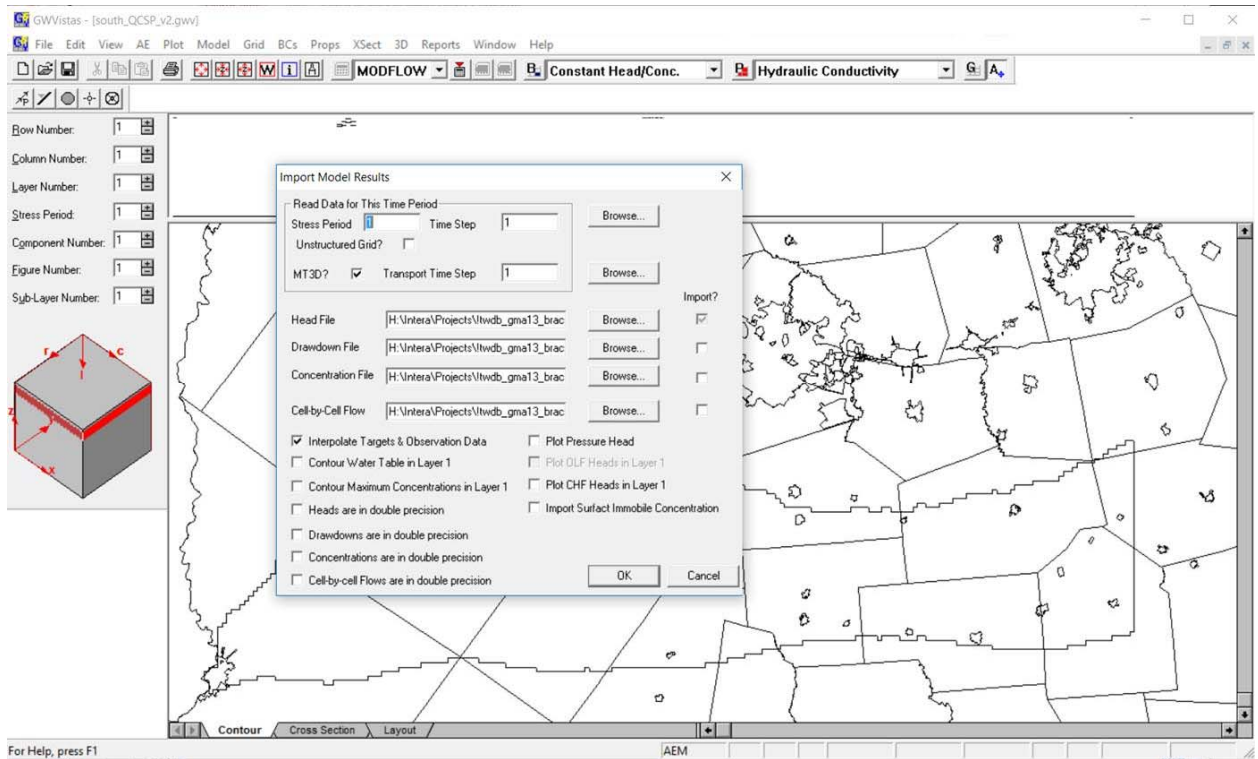 GWVistas - [south_QCSP_v2.gwv]
File Edit View AE Plot Model Grid BCs Props XSect 3D Reports Window Help
MODFLOW Constant Head/Conc. Hydraulic Conductivity
Row Number: 1
Column Number: 1
Layer Number: 1
Stress Period: 1
Component Number: 1
Figure Number: 1
Sub-Layer Number: 1
r c
l
z y
x
Import Model Results
Read Data for This Time Period
Stress Period 1 Time Step 1 Browse...
Unstructured Grid?
MT3D? Transport Time Step 1 Browse...
Import?
Head File H:\Intera\Projects\!twdb_gma13_brac Browse...
Drawdown File H:\Intera\Projects\!twdb_gma13_brac Browse...
Concentration File H:\Intera\Projects\!twdb_gma13_brac Browse...
Cell-by-Cell Flow H:\Intera\Projects\!twdb_gma13_brac Browse...
Interpolate Targets & Observation Data Plot Pressure Head
Contour Water Table in Layer 1 Plot OLF Heads in Layer 1
Contour Maximum Concentrations in Layer 1 Plot CHF Heads in Layer 1
Heads are in double precision Import Surfact Immobile Concentration
Drawdowns are in double precision
Concentrations are in double precision
Cell-by-cell Flows are in double precision OK Cancel
Contour Cross Section Layout
For Help, press F1 AEM